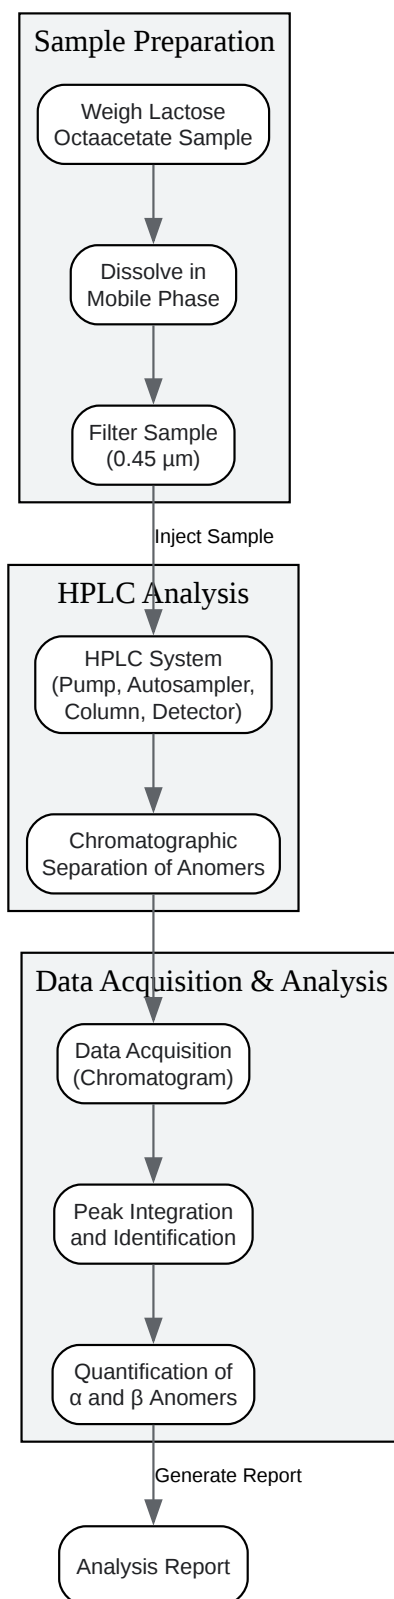 Sample Preparation
Weigh Lactose
Octaacetate Sample
Dissolve in
Mobile Phase
Filter Sample
(0.45 µm)
Inject Sample
HPLC Analysis
HPLC System
(Pump, Autosampler,
Column, Detector)
Chromatographic
Separation of Anomers
Data Acquisition & Analysis
Data Acquisition
(Chromatogram)
Peak Integration
and Identification
Quantification of
α and β Anomers
Generate Report
Analysis Report